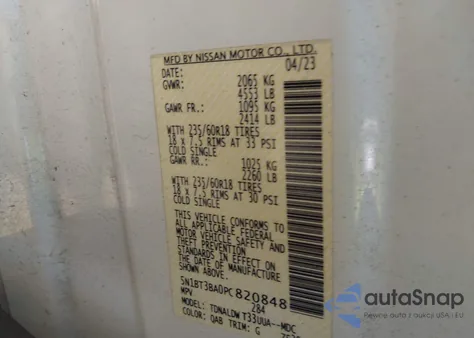 MFD BY NISSAN MOTOR CO., LTD.
DATE: 04/23
GVWR: 2065 KG
4553 LB
GAWR FR.: 1095 KG
2414 LB
WITH 235/60R18 TIRES
18 x 7.5 RIMS AT 33 PSI
COLD SINGLE
GAWR RR.: 1025 KG
2260 LB
WITH 235/60R18 TIRES
18 x 7.5 RIMS AT 30 PSI
COLD SINGLE
THIS VEHICLE CONFORMS TO
ALL APPLICABLE FEDERAL
MOTOR VEHICLE SAFETY AND
THEFT PREVENTION
STANDARDS IN EFFECT ON
THE DATE OF MANUFACTURE
SHOWN ABOVE.
5N1BT3BA0PC820848
MPV 284
MODEL: TDNALDW T33UUA--MDC
COLOR: QAB TRIM: G
autaSnap